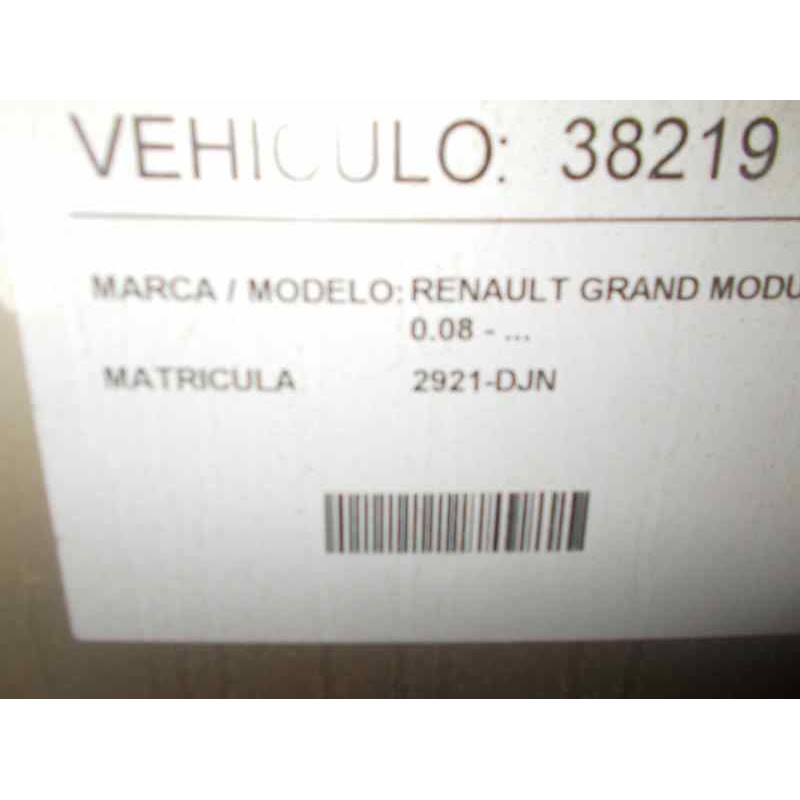 VEHICULO: 38219
MARCA / MODELO: RENAULT GRAND MODU
0.08 - ...
MATRICULA 2921-DJN